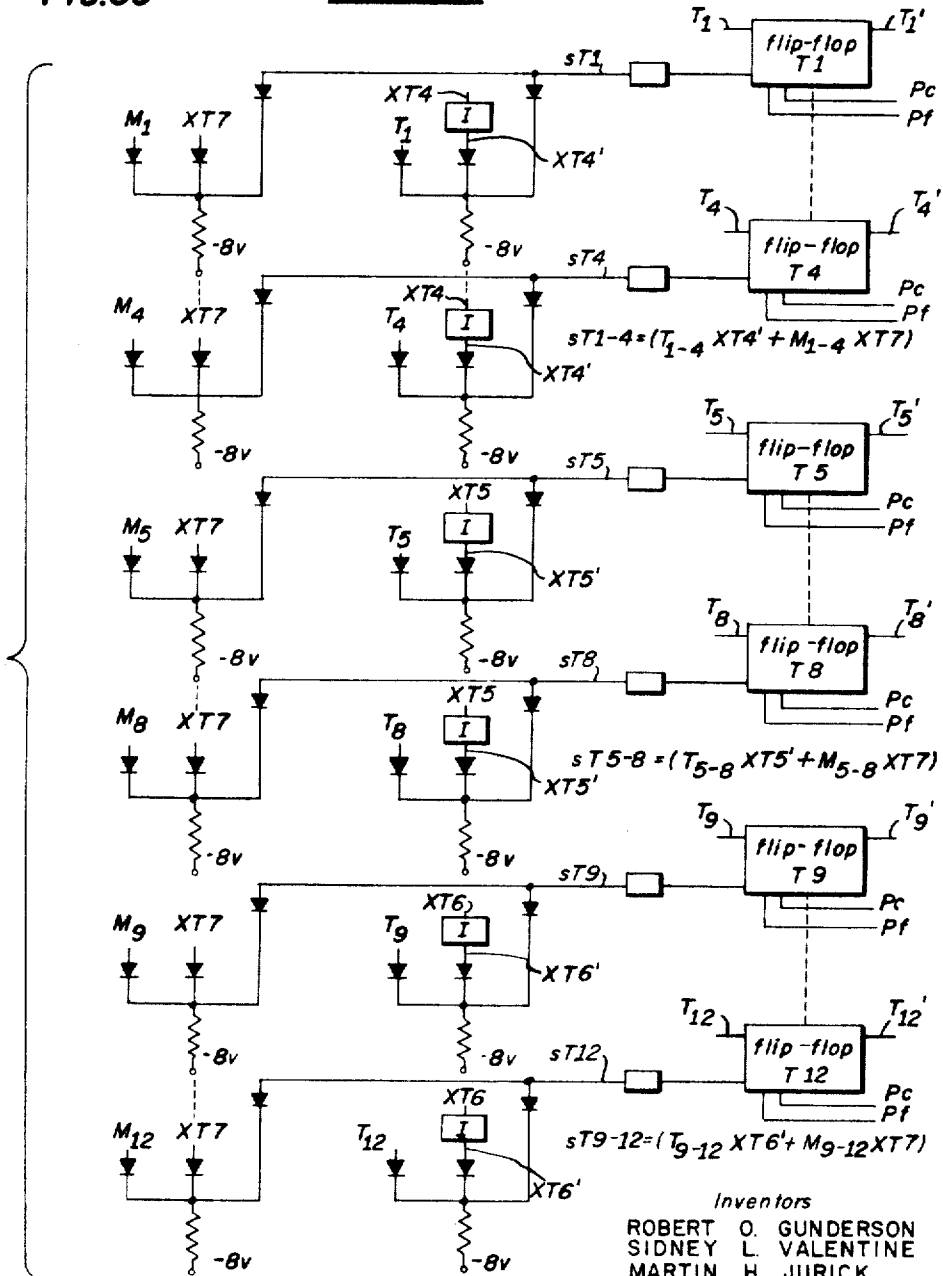 T1 T1'
flip-flop
T1
sT1
Pc
Pf
M1 XT7 T1 XT4
I
XT4'
-8v -8v
T4 T4'
flip-flop
T4
sT4
Pc
Pf
M4 XT7 T4 XT4
I
XT4'
sT1-4=(T1-4 XT4'+M1-4 XT7)
-8v -8v
T5 T5'
flip-flop
T5
sT5
Pc
Pf
M5 XT7 T5 XT5
I
XT5'
-8v -8v
T8 T8'
flip-flop
T8
sT8
Pc
Pf
M8 XT7 T8 XT5
I
XT5'
sT5-8=(T5-8 XT5'+M5-8 XT7)
-8v -8v
T9 T9'
flip-flop
T9
sT9
Pc
Pf
M9 XT7 T9 XT6
I
XT6'
-8v -8v
T12 T12'
flip-flop
T12
sT12
Pc
Pf
M12 XT7 T12 XT6
I
XT6'
sT9-12=(T9-12 XT6'+M9-12 XT7)
-8v -8v
Inventors
ROBERT O. GUNDERSON
SIDNEY L. VALENTINE
MARTIN H. JURICK